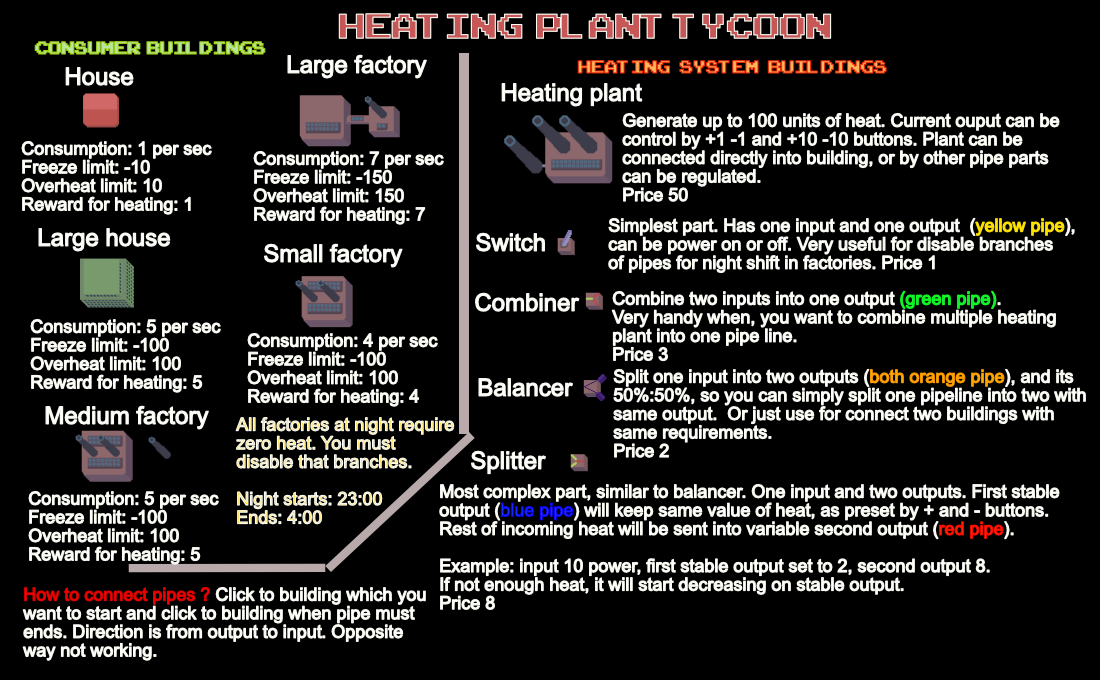 HEATING PLANT TYCOON
CONSUMER BUILDINGS
House
Consumption: 1 per sec
Freeze limit: -10
Overheat limit: 10
Reward for heating: 1
Large house
Consumption: 5 per sec
Freeze limit: -100
Overheat limit: 100
Reward for heating: 5
Medium factory
Consumption: 5 per sec
Freeze limit: -100
Overheat limit: 100
Reward for heating: 5
Large factory
Consumption: 7 per sec
Freeze limit: -150
Overheat limit: 150
Reward for heating: 7
Small factory
Consumption: 4 per sec
Freeze limit: -100
Overheat limit: 100
Reward for heating: 4
All factories at night require
zero heat. You must
disable that branches.
Night starts: 23:00
Ends: 4:00
How to connect pipes ? Click to building which you
want to start and click to building when pipe must
ends. Direction is from output to input. Opposite
way not working.
HEATING SYSTEM BUILDINGS
Heating plant
Generate up to 100 units of heat. Current ouput can be
control by +1 -1 and +10 -10 buttons. Plant can be
connected directly into building, or by other pipe parts
can be regulated.
Price 50
Switch
Simplest part. Has one input and one output (yellow pipe),
can be power on or off. Very useful for disable branches
of pipes for night shift in factories. Price 1
Combiner
Combine two inputs into one output (green pipe).
Very handy when, you want to combine multiple heating
plant into one pipe line.
Price 3
Balancer
Split one input into two outputs (both orange pipe), and its
50%:50%, so you can simply split one pipeline into two with
same output. Or just use for connect two buildings with
same requirements.
Price 2
Splitter
Most complex part, similar to balancer. One input and two outputs. First stable
output (blue pipe) will keep same value of heat, as preset by + and - buttons.
Rest of incoming heat will be sent into variable second output (red pipe).
Example: input 10 power, first stable output set to 2, second output 8.
If not enough heat, it will start decreasing on stable output.
Price 8